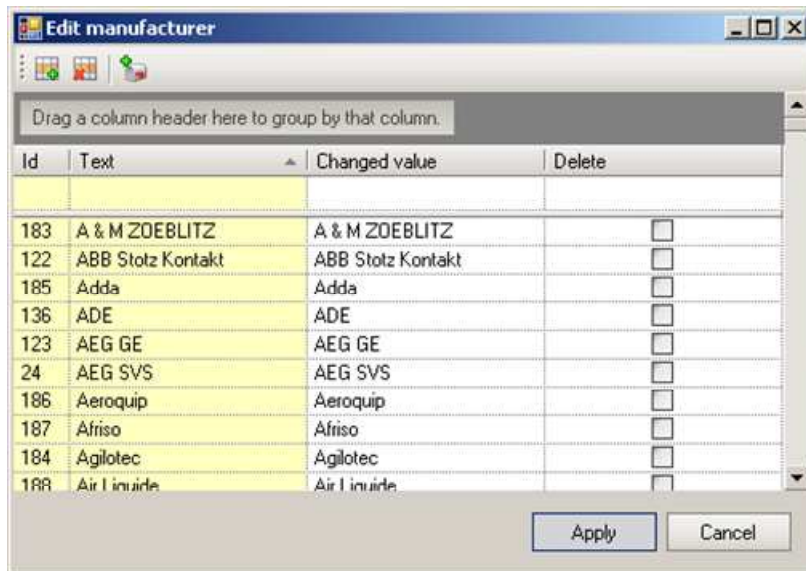 Edit manufacturer
Drag a column header here to group by that column.
Id Text Changed value Delete
183 A & M ZOEBLITZ A & M ZOEBLITZ
122 ABB Stotz Kontakt ABB Stotz Kontakt
185 Adda Adda
136 ADE ADE
123 AEG GE AEG GE
24 AEG SVS AEG SVS
186 Aeroquip Aeroquip
187 Afriso Afriso
184 Agilotec Agilotec
188 Air Liquide Air Liquide
Apply Cancel